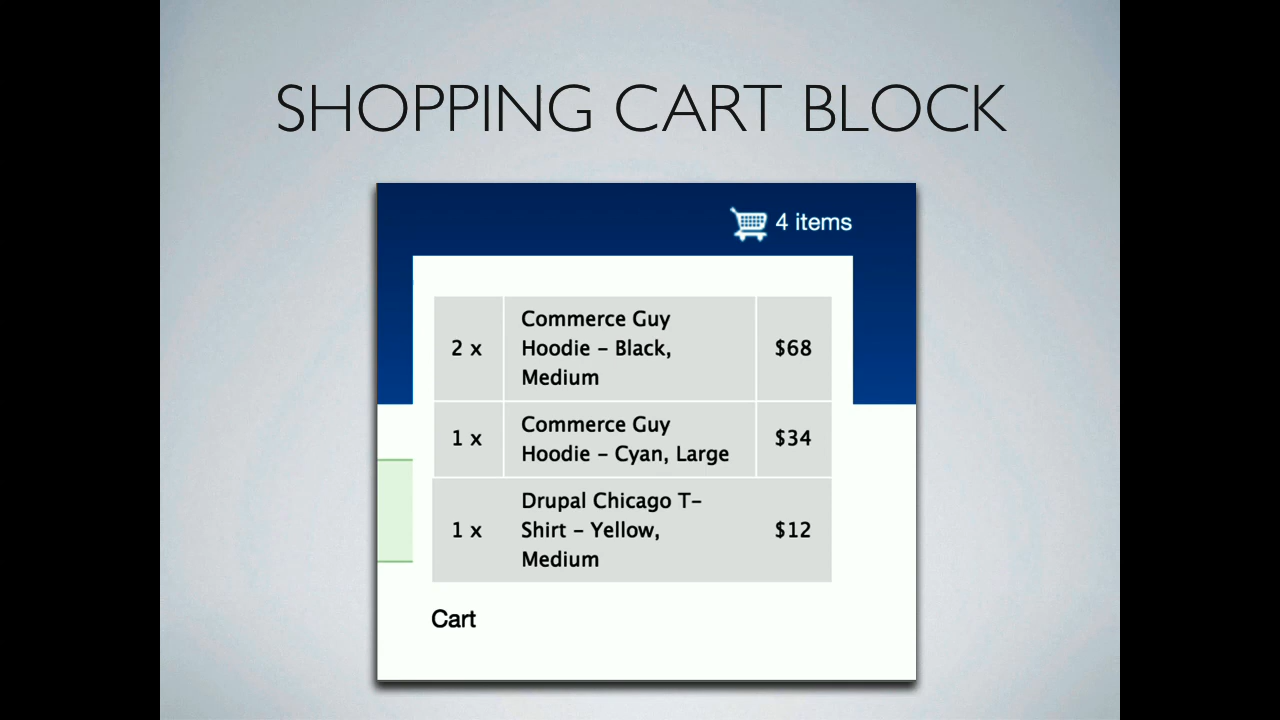 SHOPPING CART BLOCK
4 items
2 x
Commerce Guy
Hoodie – Black,
Medium
$68
1 x
Commerce Guy
Hoodie – Cyan, Large
$34
1 x
Drupal Chicago T-
Shirt – Yellow,
Medium
$12
Cart